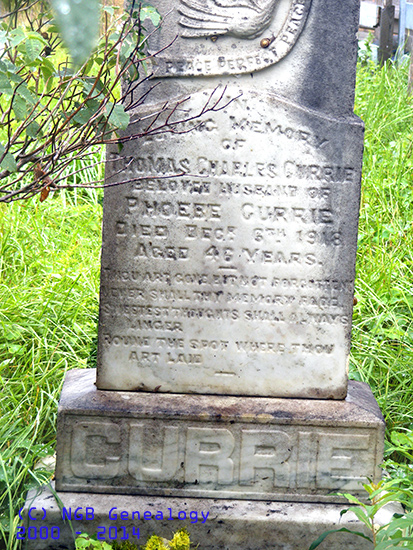 PEACE PERFECT
IN
LOVING MEMORY
OF
THOMAS CHARLES CURRIE
BELOVED HUSBAND OF
PHOEBE CURRIE
DIED DECR 6TH 1918
AGED 46 YEARS.
THOU ART GONE BUT NOT FORGOTTEN
NEVER SHALL THY MEMORY FADE
SWEETEST THOUGHTS SHALL ALWAYS
LINGER
ROUND THE SPOT WHERE THOU
ART LAID
CURRIE
(C) NGB Genealogy
2000 - 2014